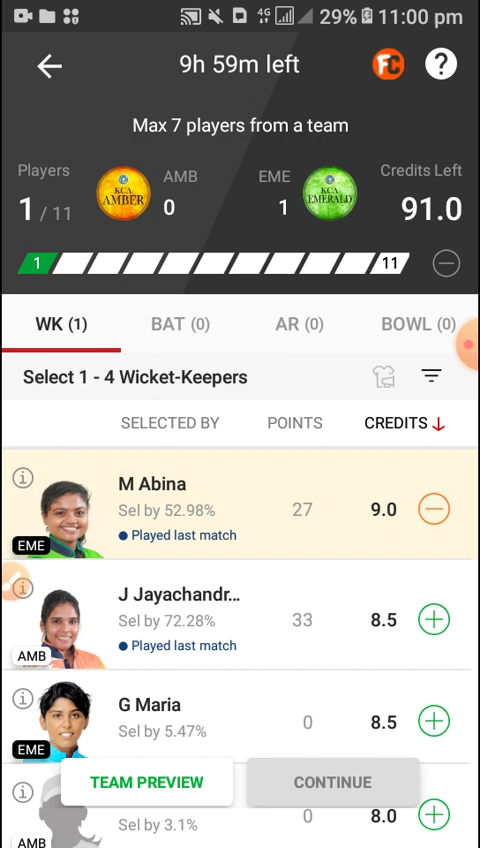 4G 29% 11:00 pm
9h 59m left FC ?
Max 7 players from a team
Players AMB EME Credits Left
1 / 11 KCA AMBER 0 1 KCA EMERALD 91.0
1 11
WK (1) BAT (0) AR (0) BOWL (0)
Select 1 - 4 Wicket-Keepers
SELECTED BY POINTS CREDITS
M Abina
Sel by 52.98% 27 9.0
Played last match
EME
J Jayachandr...
Sel by 72.28% 33 8.5
Played last match
AMB
G Maria
Sel by 5.47% 0 8.5
EME
TEAM PREVIEW CONTINUE
Sel by 3.1% 0 8.0
AMB